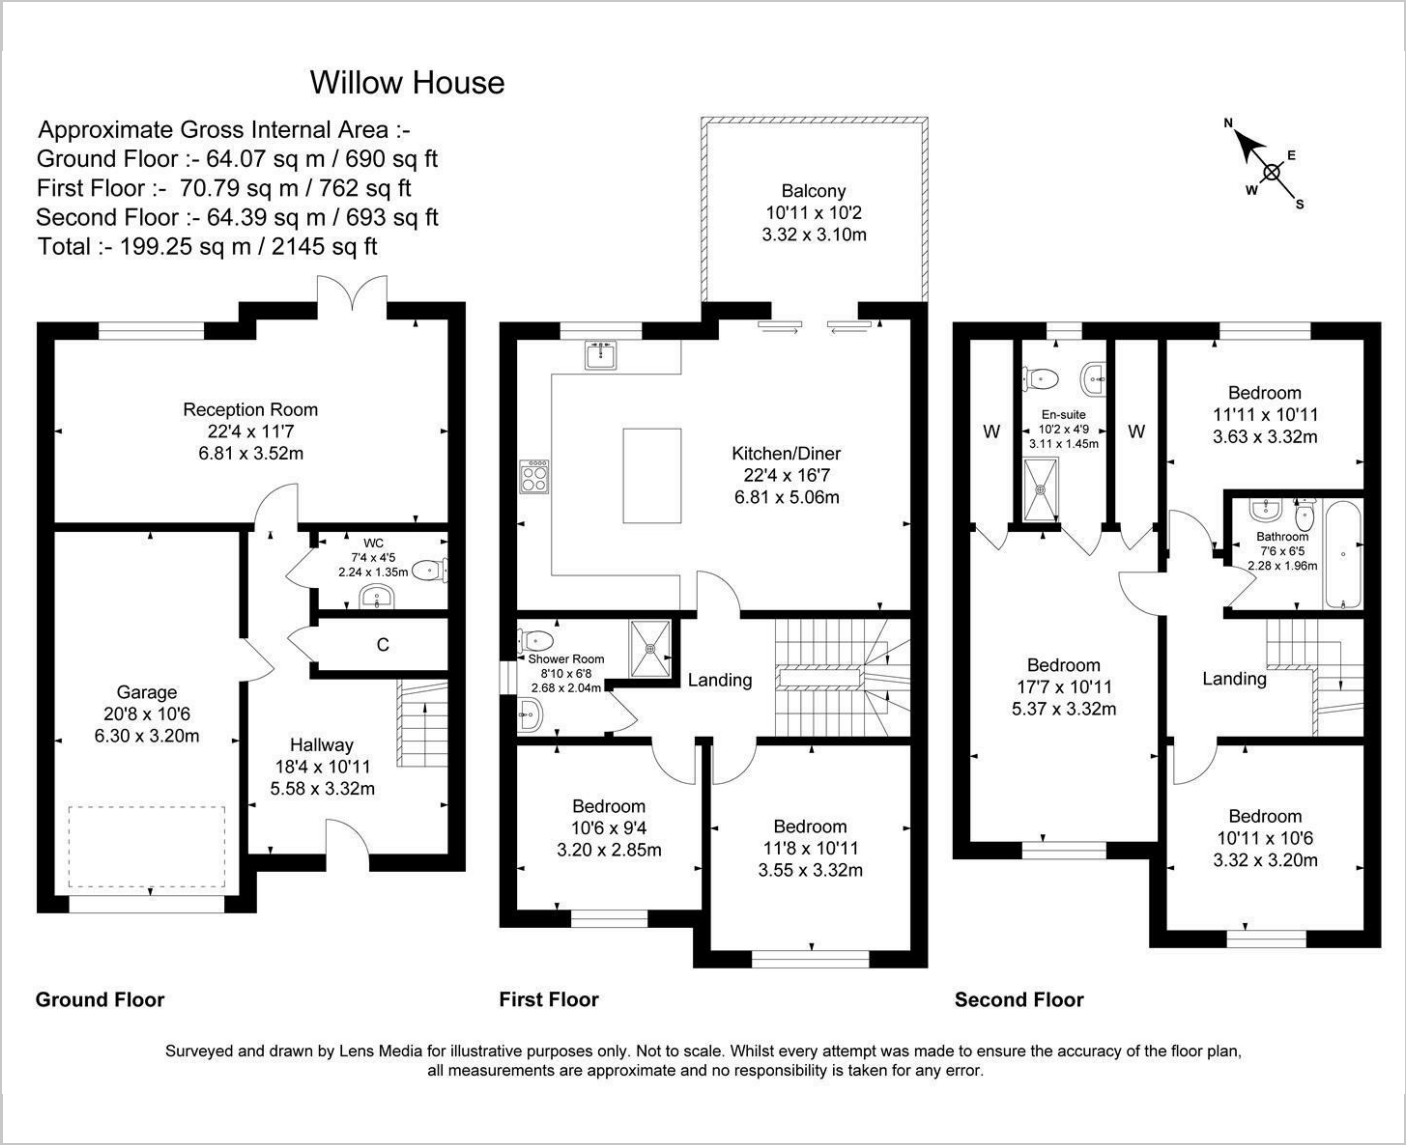 Willow House
Approximate Gross Internal Area :-
Ground Floor :- 64.07 sq m / 690 sq ft
First Floor :- 70.79 sq m / 762 sq ft
Second Floor :- 64.39 sq m / 693 sq ft
Total :- 199.25 sq m / 2145 sq ft
N
E
W
S
Balcony
10'11 x 10'2
3.32 x 3.10m
Reception Room
22'4 x 11'7
6.81 x 3.52m
WC
7'4 x 4'5
2.24 x 1.35m
C
Garage
20'8 x 10'6
6.30 x 3.20m
Hallway
18'4 x 10'11
5.58 x 3.32m
Ground Floor
Kitchen/Diner
22'4 x 16'7
6.81 x 5.06m
Shower Room
8'10 x 6'8
2.68 x 2.04m
Landing
Bedroom
10'6 x 9'4
3.20 x 2.85m
Bedroom
11'8 x 10'11
3.55 x 3.32m
First Floor
W
En-suite
10'2 x 4'9
3.11 x 1.45m
W
Bedroom
11'11 x 10'11
3.63 x 3.32m
Bathroom
7'6 x 6'5
2.28 x 1.96m
Bedroom
17'7 x 10'11
5.37 x 3.32m
Landing
Bedroom
10'11 x 10'6
3.32 x 3.20m
Second Floor
Surveyed and drawn by Lens Media for illustrative purposes only. Not to scale. Whilst every attempt was made to ensure the accuracy of the floor plan,
all measurements are approximate and no responsibility is taken for any error.